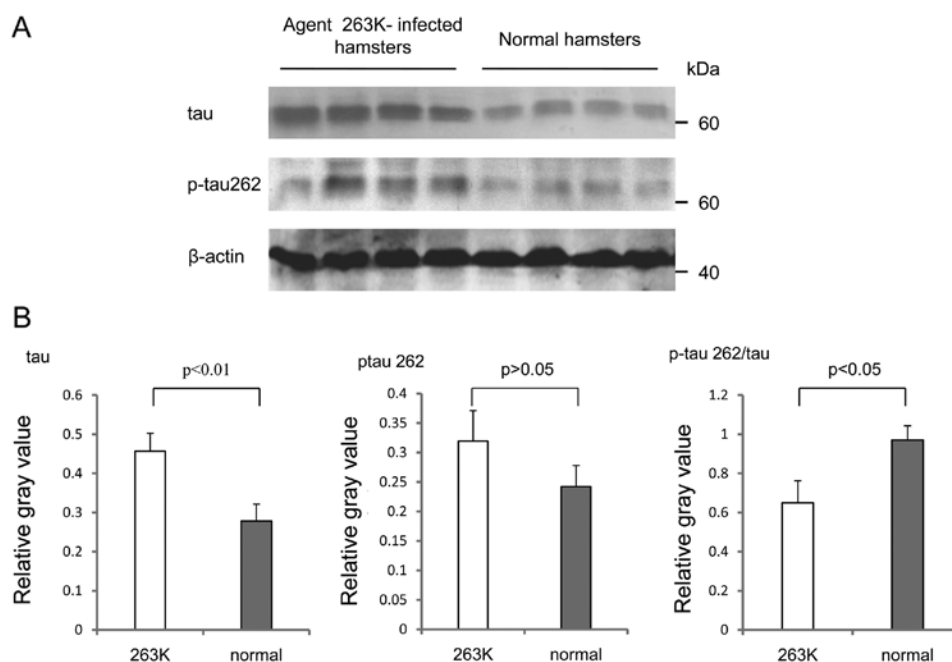 A
Agent 263K- infected
hamsters
Normal hamsters
kDa
tau
60
p-tau262
60
β-actin
40
B
tau
p<0.01
Relative gray value
0.6
0.5
0.4
0.3
0.2
0.1
0
263K
normal
ptau 262
p>0.05
Relative gray value
0.4
0.35
0.3
0.25
0.2
0.15
0.1
0.05
0
263K
normal
p-tau 262/tau
p<0.05
Relative gray value
1.2
1
0.8
0.6
0.4
0.2
0
263K
normal